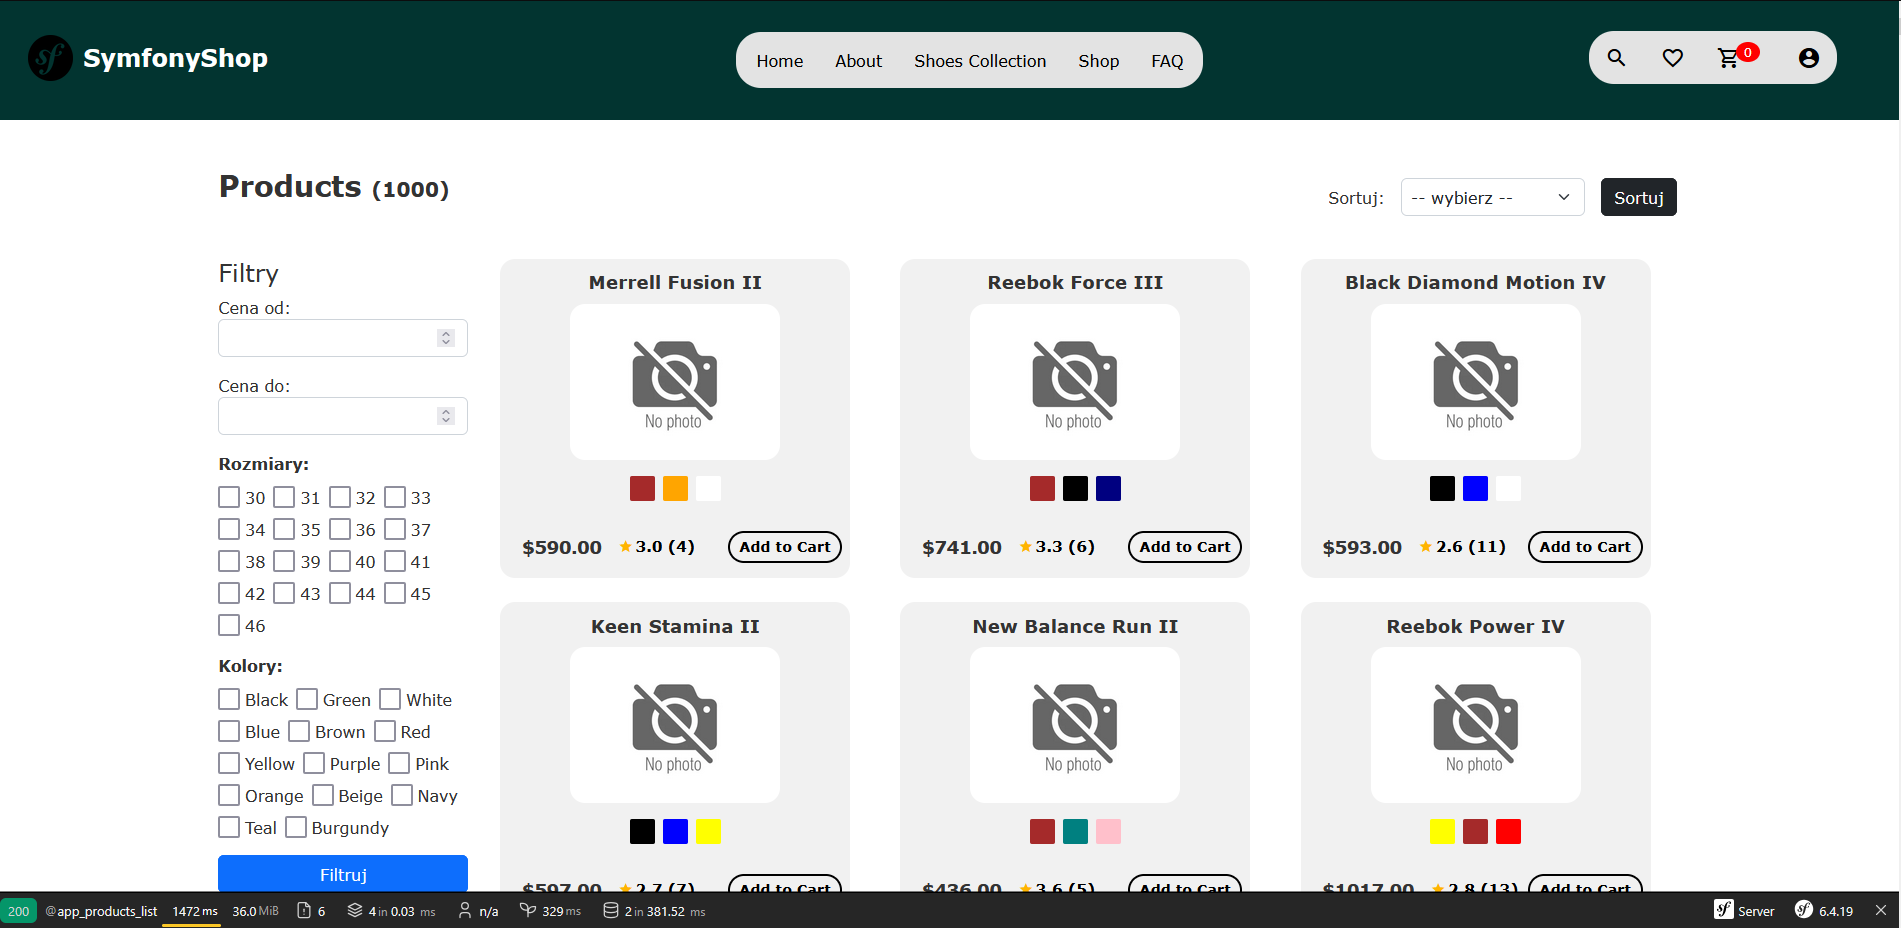 SymfonyShop
Home About Shoes Collection Shop FAQ
0
Products (1000)
Sortuj: -- wybierz -- Sortuj
Filtry
Cena od:
Cena do:
Rozmiary:
30 31 32 33
34 35 36 37
38 39 40 41
42 43 44 45
46
Kolory:
Black Green White
Blue Brown Red
Yellow Purple Pink
Orange Beige Navy
Teal Burgundy
Filtruj
Merrell Fusion II
No photo
$590.00 3.0 (4) Add to Cart
Reebok Force III
No photo
$741.00 3.3 (6) Add to Cart
Black Diamond Motion IV
No photo
$593.00 2.6 (11) Add to Cart
Keen Stamina II
No photo
$597.00 2.7 (7) Add to Cart
New Balance Run II
No photo
$436.00 3.6 (5) Add to Cart
Reebok Power IV
No photo
$1017.00 2.8 (13) Add to Cart
200 @app_products_list 1472 ms 36.0 MiB 6 4 in 0.03 ms n/a 329 ms 2 in 381.52 ms sf Server sf 6.4.19